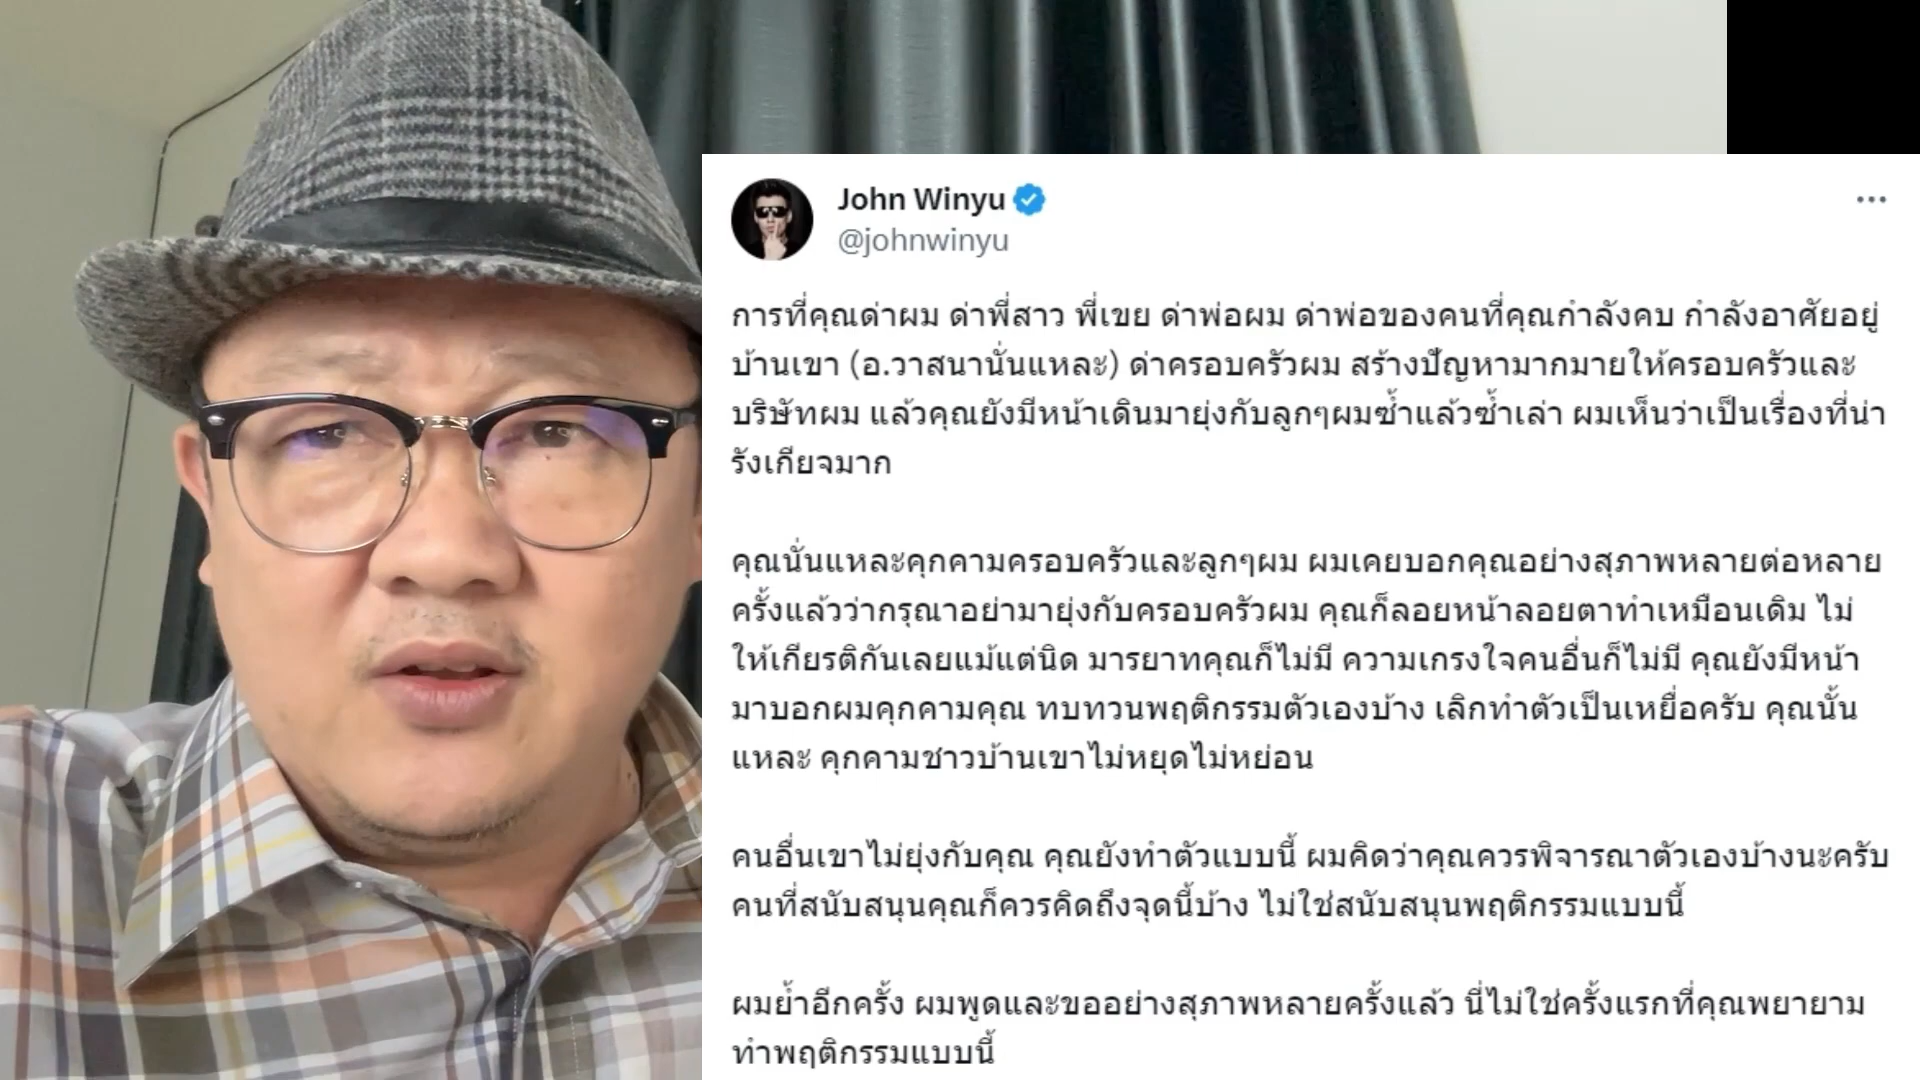 John Winyu
@johnwinyu
การที่คุณด่าผม ด่าพี่สาว พี่เขย ด่าพ่อผม ด่าพ่อของคนที่คุณกำลังคบ กำลังอาศัยอยู่
บ้านเขา (อ.วาสนานั่นแหละ) ด่าครอบครัวผม สร้างปัญหามากมายให้ครอบครัวและ
บริษัทผม แล้วคุณยังมีหน้าเดินมายุ่งกับลูกๆผมซ้ำแล้วซ้ำเล่า ผมเห็นว่าเป็นเรื่องที่น่า
รังเกียจมาก
คุณนั่นแหละคุกคามครอบครัวและลูกๆผม ผมเคยบอกคุณอย่างสุภาพหลายต่อหลาย
ครั้งแล้วว่ากรุณาอย่ามายุ่งกับครอบครัวผม คุณก็ลอยหน้าลอยตาทำเหมือนเดิม ไม่
ให้เกียรติกันเลยแม้แต่นิด มารยาทคุณก็ไม่มี ความเกรงใจคนอื่นก็ไม่มี คุณยังมีหน้า
มาบอกผมคุกคามคุณ ทบทวนพฤติกรรมตัวเองบ้าง เลิกทำตัวเป็นเหยื่อครับ คุณนั้น
แหละ คุกคามชาวบ้านเขาไม่หยุดไม่หย่อน
คนอื่นเขาไม่ยุ่งกับคุณ คุณยังทำตัวแบบนี้ ผมคิดว่าคุณควรพิจารณาตัวเองบ้างนะครับ
คนที่สนับสนุนคุณก็ควรคิดถึงจุดนี้บ้าง ไม่ใช่สนับสนุนพฤติกรรมแบบนี้
ผมย้ำอีกครั้ง ผมพูดและขออย่างสุภาพหลายครั้งแล้ว นี่ไม่ใช่ครั้งแรกที่คุณพยายาม
ทำพฤติกรรมแบบนี้